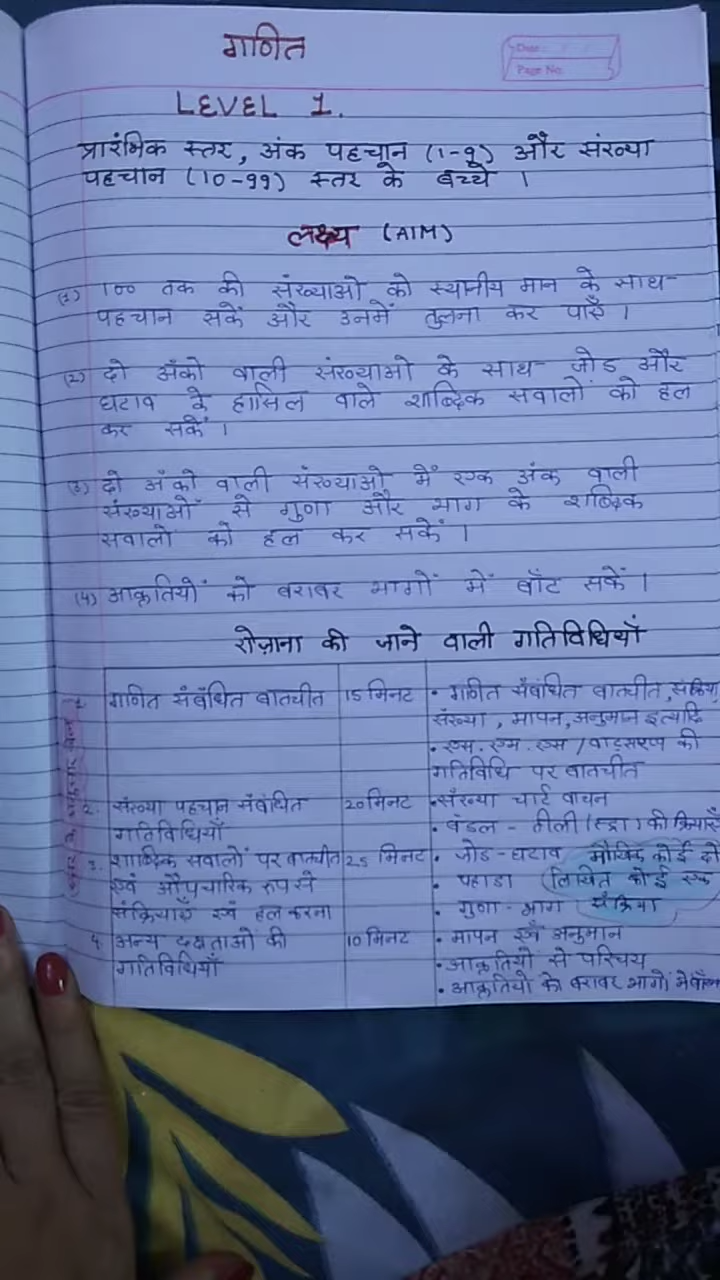 गणित
Date
Page No.
LEVEL 1.
प्रारंभिक स्तर, अंक पहचान (1-9) और संख्या
पहचान (10-99) स्तर के बच्चे ।
लक्ष्य (AIM)
(1) 100 तक की संख्याओं को स्थानीय मान के साथ
पहचान सकें और उनमें तुलना कर पाएँ ।
(2) दो अंको वाली संख्याओ के साथ जोड और
घटाव के हासिल वाले शाब्दिक सवालों को हल
कर सकें ।
(3) दो अंको वाली संख्याओ में एक अंक वाली
संख्याओं से गुणा और भाग के शब्दिक
सवालो को हल कर सकें ।
(4) आकृतियों को बराबर भागों में बाँट सकें ।
रोज़ाना की जाने वाली गतिविधियाँ
1. गणित संबंधित बातचीत 15 मिनट • गणित संबंधित बातचीत, संक्रिया,
संख्या, मापन, अनुमान इत्यादि
• एस. एम. एस / वाट्सएप की
गतिविधि पर बातचीत
2. संख्या पहचान संबंधित 20 मिनट • संख्या चार्ट वाचन
गतिविधियाँ • बंडल - तीली (स्ट्रा) की क्रियाएँ
3. शाब्दिक सवालों पर बातचीत 25 मिनट • जोड - घटाव मौखिक कोई दो
एवं औपचारिक रुप से • पहाडा लिखित कोई एक
संक्रियाएँ एवं हल करना • गुणा - भाग संक्रिया
4. अन्य दक्षताओ की 10 मिनट • मापन एवं अनुमान
गतिविधियाँ • आकृतियो से परिचय
• आकृतियो को बराबर भागों मे बाँटना